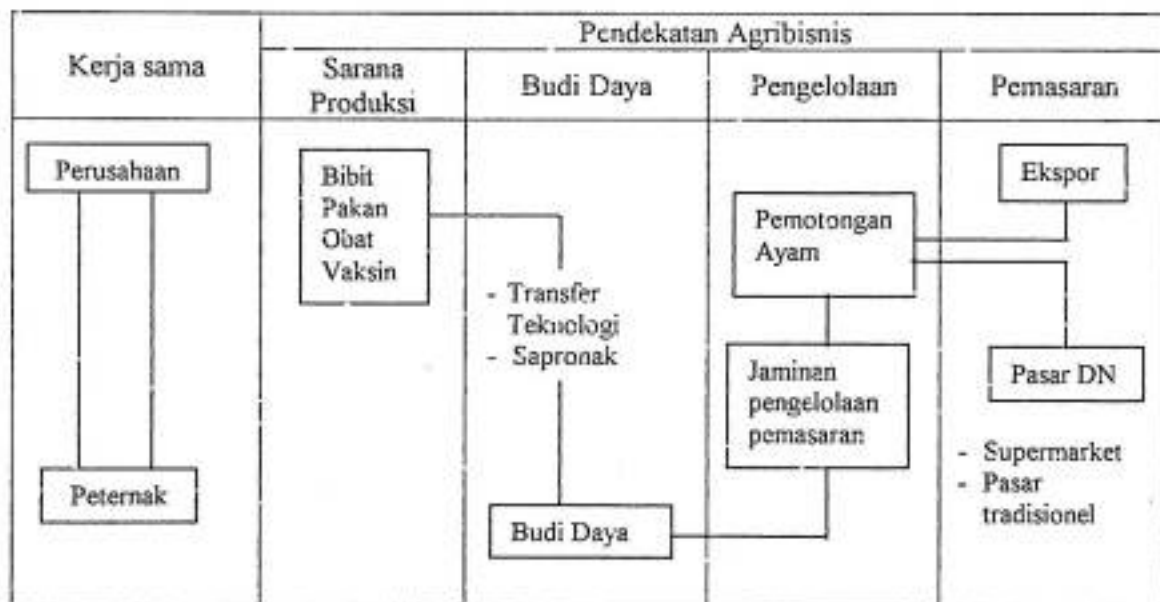 Pendekatan Agribisnis
Kerja sama
Sarana
Produksi
Budi Daya
Pengelolaan
Pemasaran
Perusahaan
Peternak
Bibit
Pakan
Obat
Vaksin
- Transfer
Teknologi
- Sapronak
Budi Daya
Pemotongan
Ayam
Jaminan
pengelolaan
pemasaran
Ekspor
Pasar DN
- Supermarket
- Pasar
tradisionel